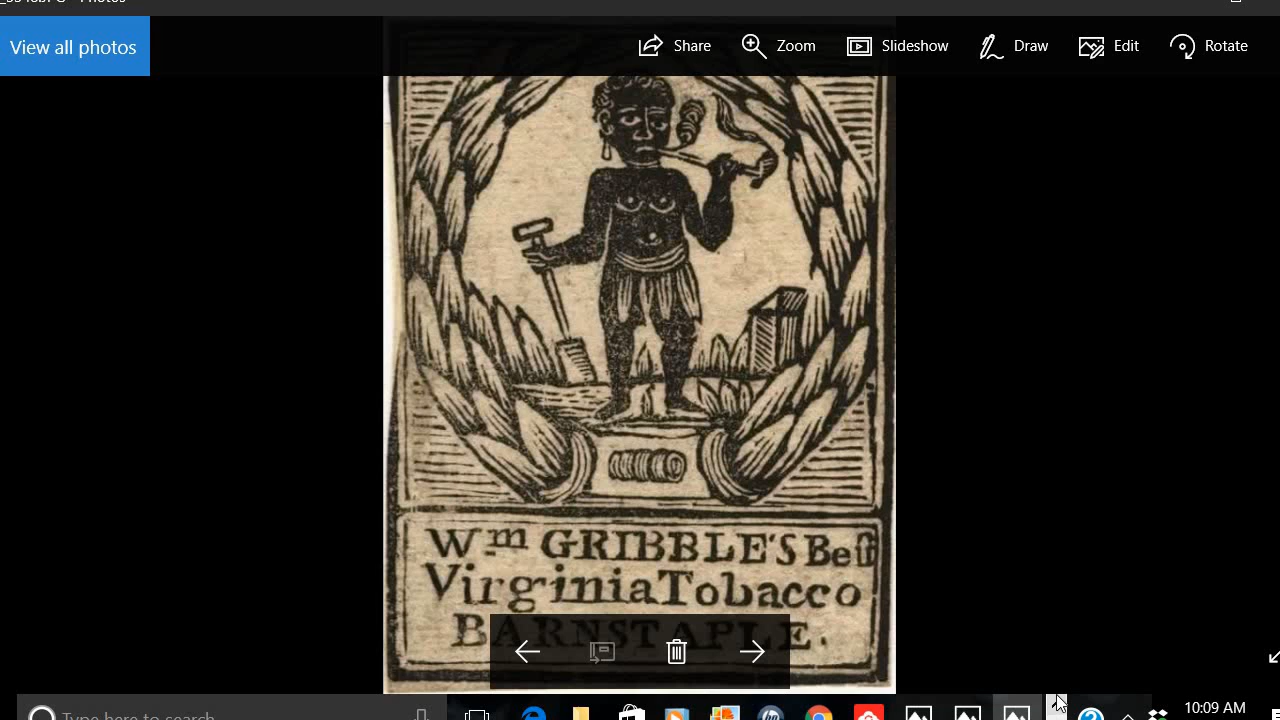 View all photos
Share
Zoom
Slideshow
Draw
Edit
Rotate
Wm GRIBBLE'S Beſt
Virginia Tobacco
BARNSTAPLE.
Type here to search
10:09 AM